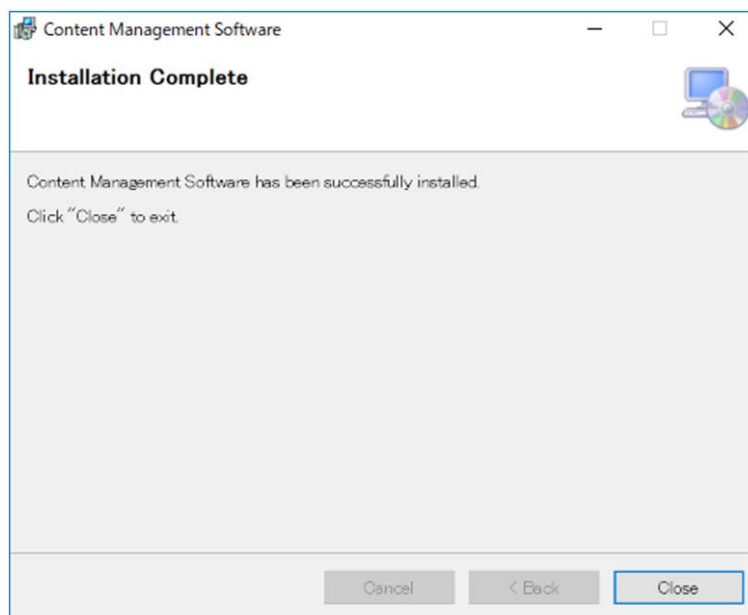 Content Management Software
Installation Complete
Content Management Software has been successfully installed.
Click "Close" to exit.
Cancel
< Back
Close